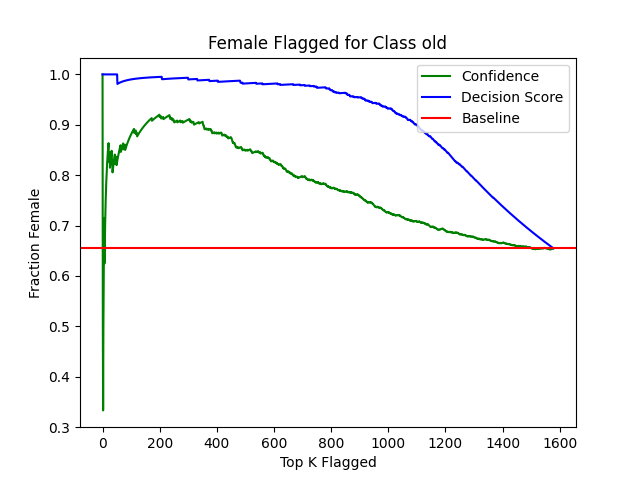 Female Flagged for Class old
Confidence
Decision Score
Baseline
Fraction Female
1.0
0.9
0.8
0.7
0.6
0.5
0.4
0.3
0 200 400 600 800 1000 1200 1400 1600
Top K Flagged